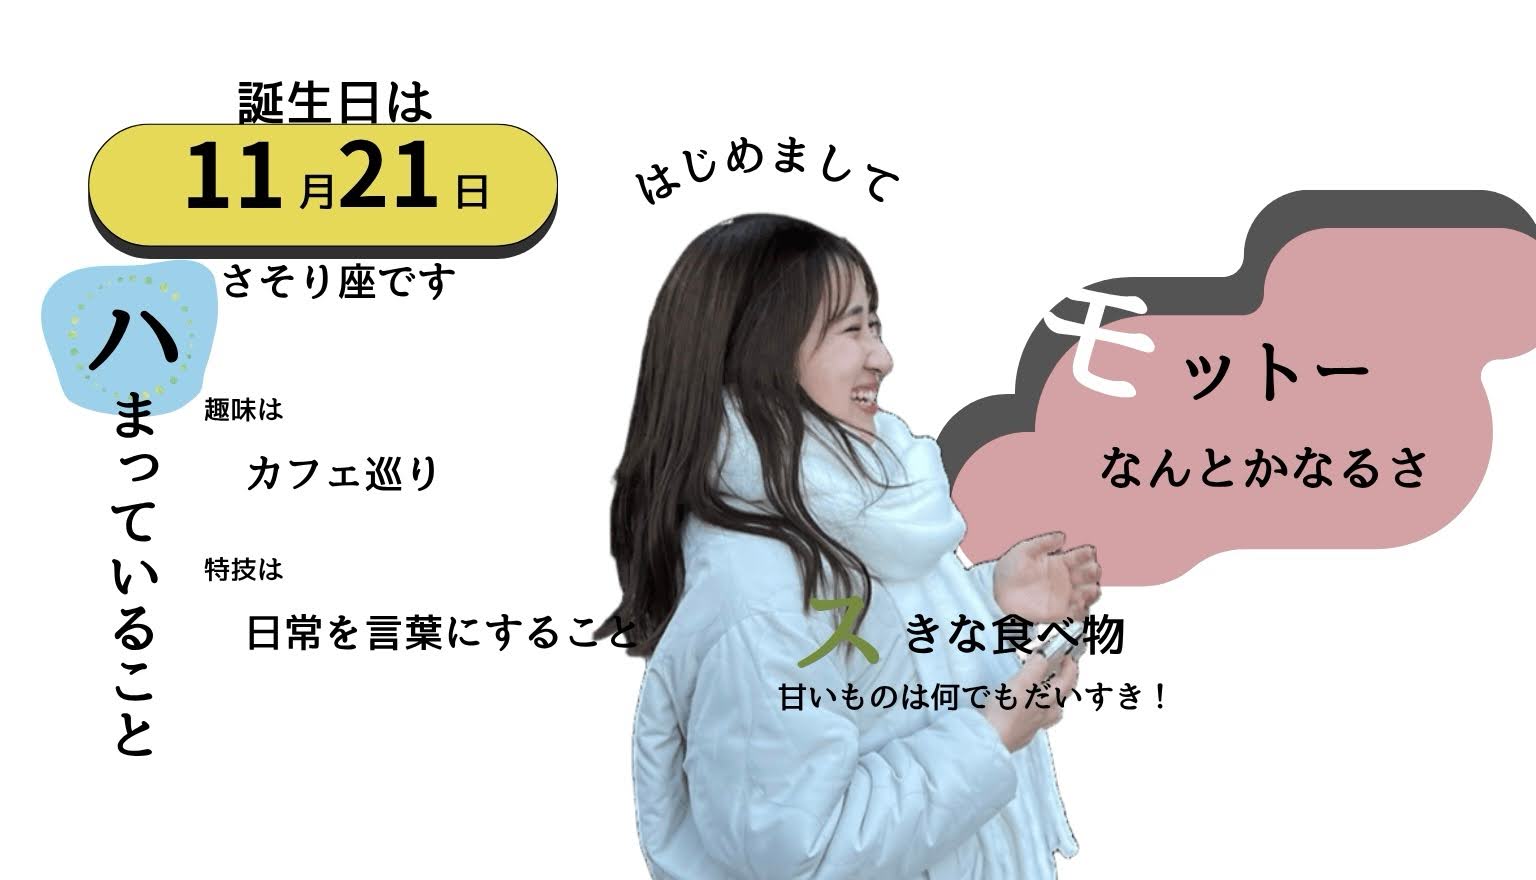 誕生日は
11月21日
さそり座です
はじめまして
ハまっていること
趣味は
カフェ巡り
特技は
日常を言葉にすること
モットー
なんとかなるさ
スきな食べ物
甘いものは何でもだいすき！